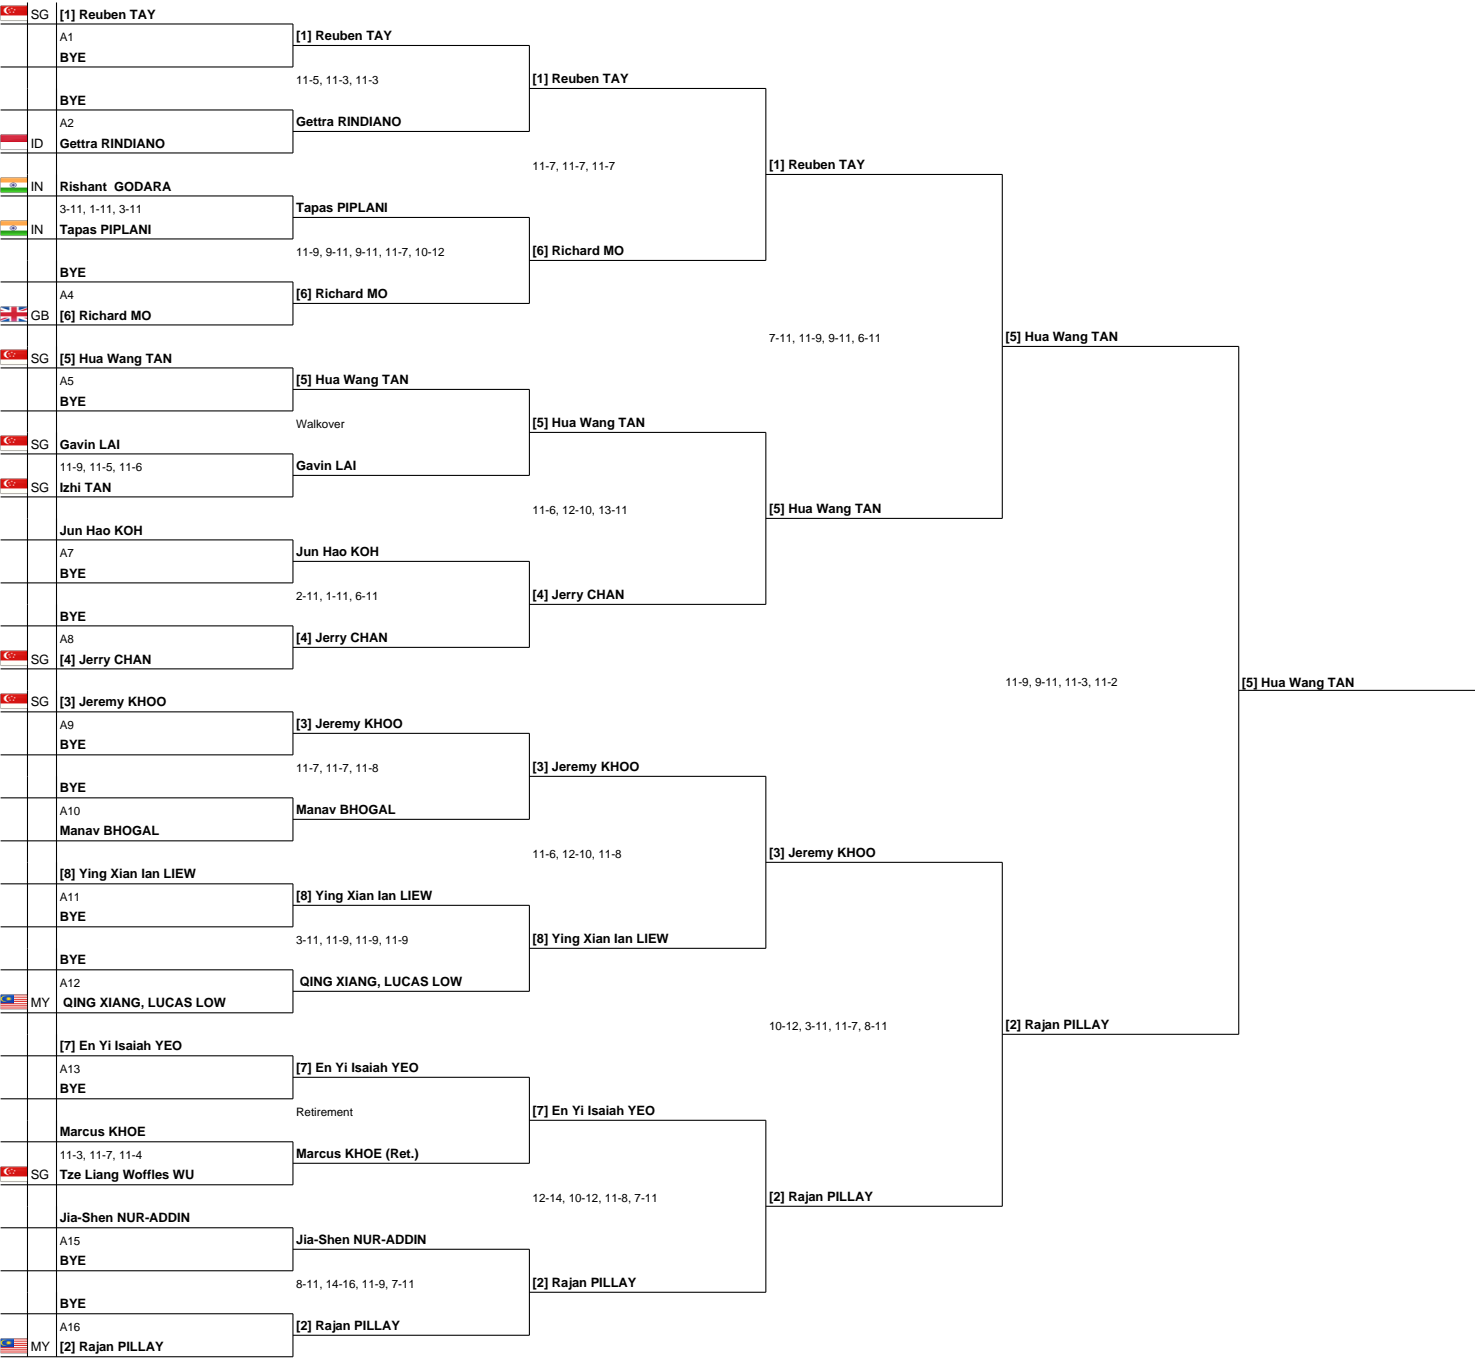 SG [1] Reuben TAY
A1 [1] Reuben TAY
BYE
11-5, 11-3, 11-3 [1] Reuben TAY
BYE
A2 Gettra RINDIANO
ID Gettra RINDIANO
11-7, 11-7, 11-7 [1] Reuben TAY
IN Rishant GODARA
3-11, 1-11, 3-11 Tapas PIPLANI
IN Tapas PIPLANI
11-9, 9-11, 9-11, 11-7, 10-12 [6] Richard MO
BYE
A4 [6] Richard MO
GB [6] Richard MO
7-11, 11-9, 9-11, 6-11 [5] Hua Wang TAN
SG [5] Hua Wang TAN
A5 [5] Hua Wang TAN
BYE
Walkover [5] Hua Wang TAN
SG Gavin LAI
11-9, 11-5, 11-6 Gavin LAI
SG Izhi TAN
11-6, 12-10, 13-11 [5] Hua Wang TAN
Jun Hao KOH
A7 Jun Hao KOH
BYE
2-11, 1-11, 6-11 [4] Jerry CHAN
BYE
A8 [4] Jerry CHAN
SG [4] Jerry CHAN
11-9, 9-11, 11-3, 11-2 [5] Hua Wang TAN
SG [3] Jeremy KHOO
A9 [3] Jeremy KHOO
BYE
11-7, 11-7, 11-8 [3] Jeremy KHOO
BYE
A10 Manav BHOGAL
Manav BHOGAL
11-6, 12-10, 11-8 [3] Jeremy KHOO
[8] Ying Xian Ian LIEW
A11 [8] Ying Xian Ian LIEW
BYE
3-11, 11-9, 11-9, 11-9 [8] Ying Xian Ian LIEW
BYE
A12 QING XIANG, LUCAS LOW
MY QING XIANG, LUCAS LOW
10-12, 3-11, 11-7, 8-11 [2] Rajan PILLAY
[7] En Yi Isaiah YEO
A13 [7] En Yi Isaiah YEO
BYE
Retirement [7] En Yi Isaiah YEO
Marcus KHOE
11-3, 11-7, 11-4 Marcus KHOE (Ret.)
SG Tze Liang Woffles WU
12-14, 10-12, 11-8, 7-11 [2] Rajan PILLAY
Jia-Shen NUR-ADDIN
A15 Jia-Shen NUR-ADDIN
BYE
8-11, 14-16, 11-9, 7-11 [2] Rajan PILLAY
BYE
A16 [2] Rajan PILLAY
MY [2] Rajan PILLAY